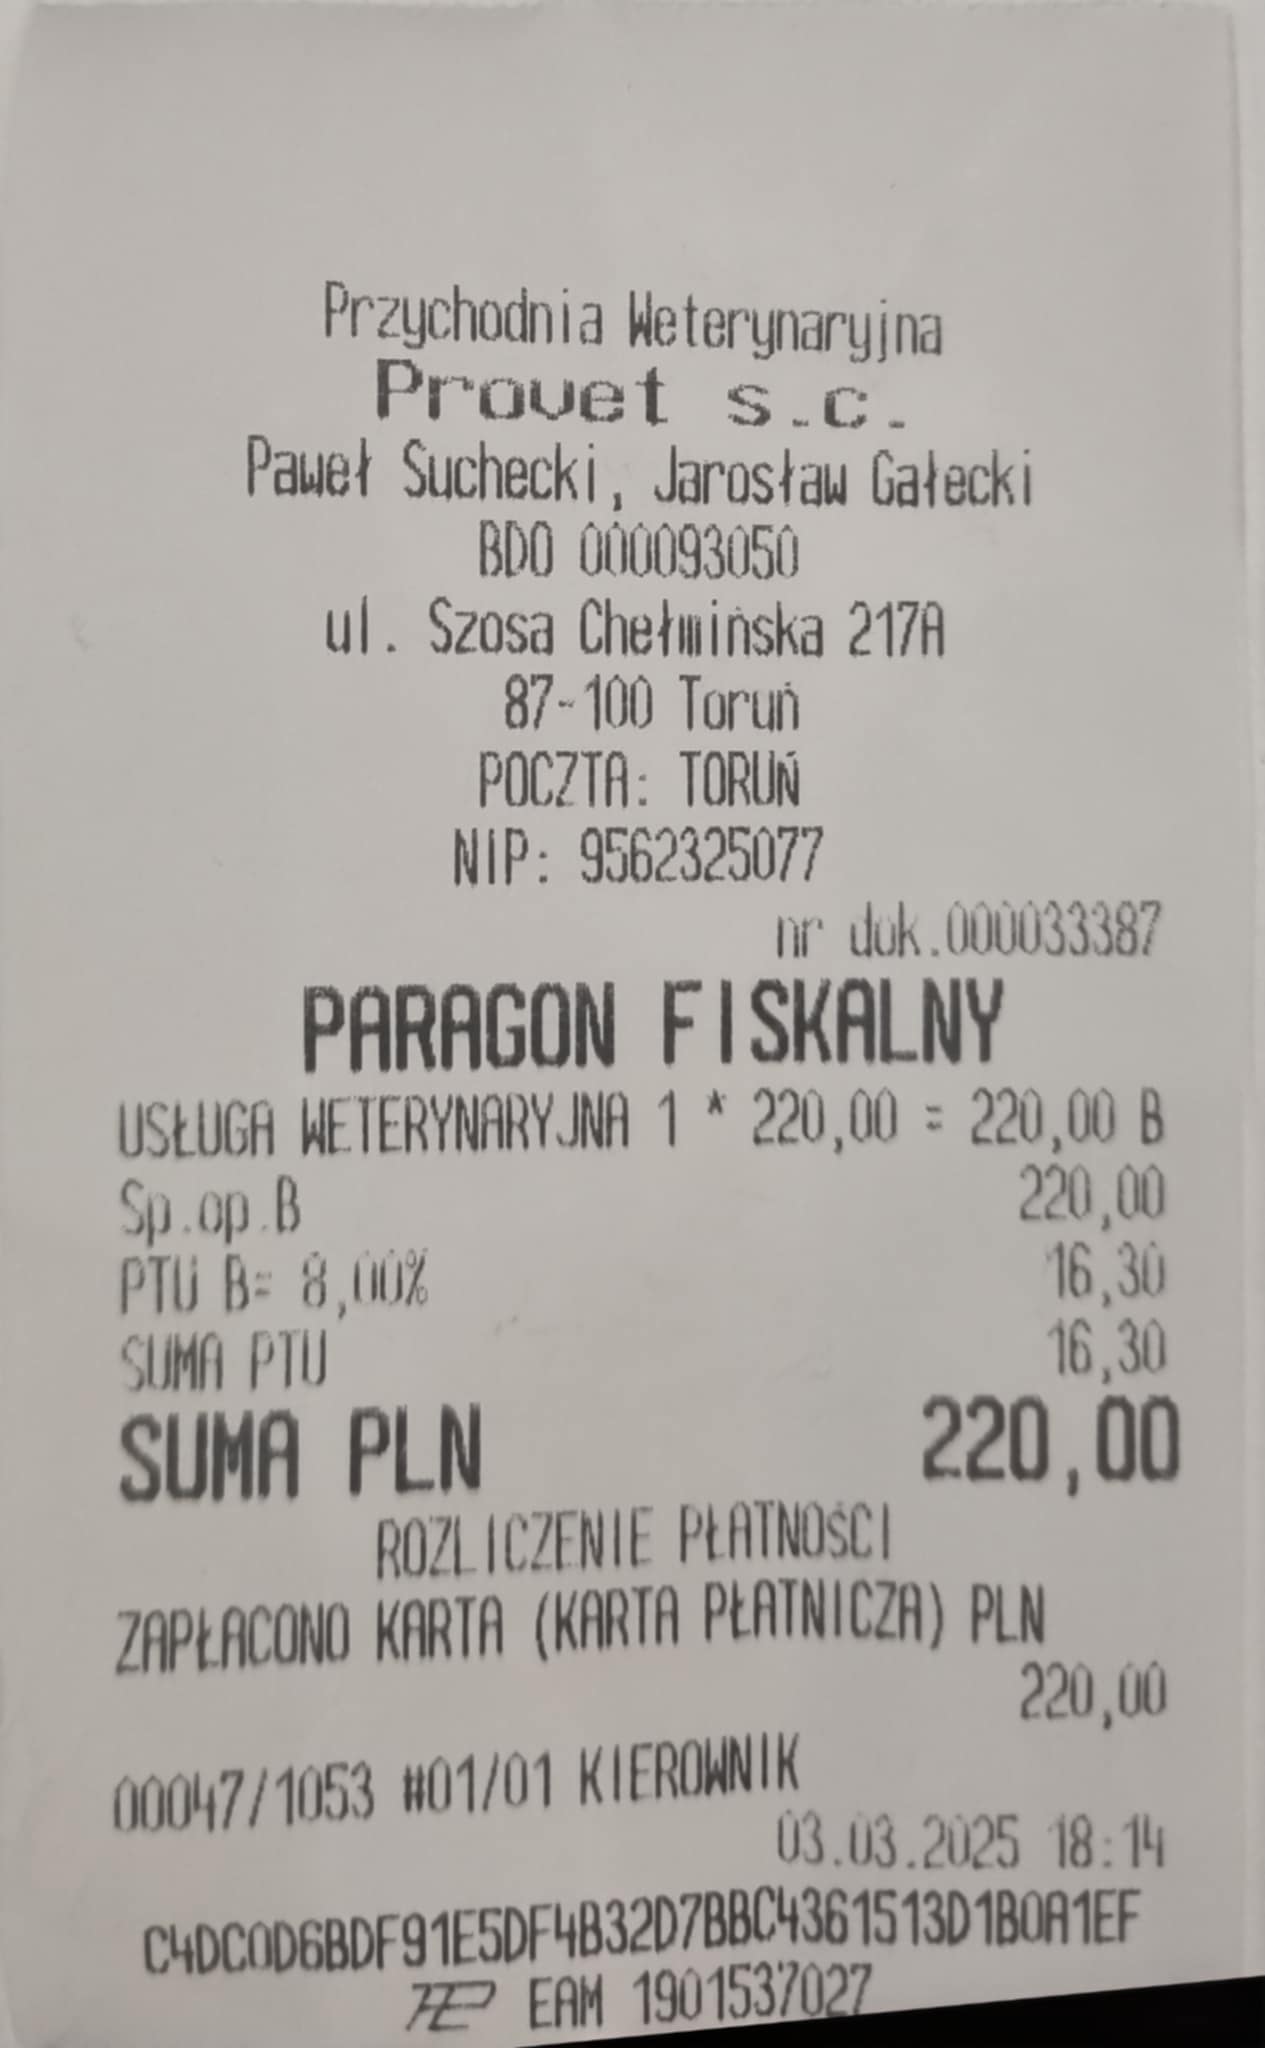 Przychodnia Weterynaryjna
Provet s.c.
Paweł Suchecki, Jarosław Gałecki
BDO 000093050
ul. Szosa Chełmińska 217A
87-100 Toruń
POCZTA: TORUŃ
NIP: 9562325077
nr dok.000033387
PARAGON FISKALNY
USŁUGA WETERYNARYJNA 1 * 220,00 = 220,00 B
Sp.op.B 220,00
PTU B= 8,00% 16,30
SUMA PTU 16,30
SUMA PLN 220,00
ROZLICZENIE PŁATNOŚCI
ZAPŁACONO KARTA (KARTA PŁATNICZA) PLN
220,00
00047/1053 #01/01 KIEROWNIK
03.03.2025 18:14
C4DC0D6BDF91E5DF4B32D7BBC4361513D1B0A1EF
EAM 1901537027